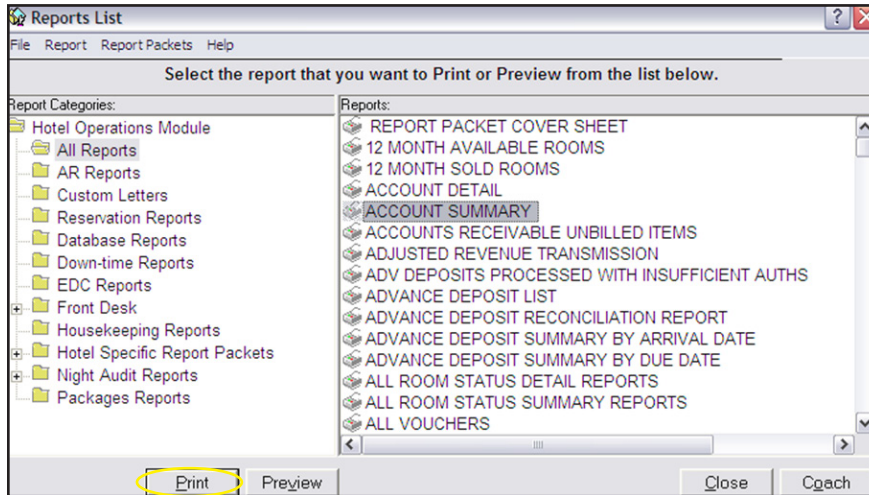 Reports List
File Report Report Packets Help
Select the report that you want to Print or Preview from the list below.
Report Categories:
Hotel Operations Module
All Reports
AR Reports
Custom Letters
Reservation Reports
Database Reports
Down-time Reports
EDC Reports
Front Desk
Housekeeping Reports
Hotel Specific Report Packets
Night Audit Reports
Packages Reports
Reports:
REPORT PACKET COVER SHEET
12 MONTH AVAILABLE ROOMS
12 MONTH SOLD ROOMS
ACCOUNT DETAIL
ACCOUNT SUMMARY
ACCOUNTS RECEIVABLE UNBILLED ITEMS
ADJUSTED REVENUE TRANSMISSION
ADV DEPOSITS PROCESSED WITH INSUFFICIENT AUTHS
ADVANCE DEPOSIT LIST
ADVANCE DEPOSIT RECONCILIATION REPORT
ADVANCE DEPOSIT SUMMARY BY ARRIVAL DATE
ADVANCE DEPOSIT SUMMARY BY DUE DATE
ALL ROOM STATUS DETAIL REPORTS
ALL ROOM STATUS SUMMARY REPORTS
ALL VOUCHERS
Print Preview Close Coach